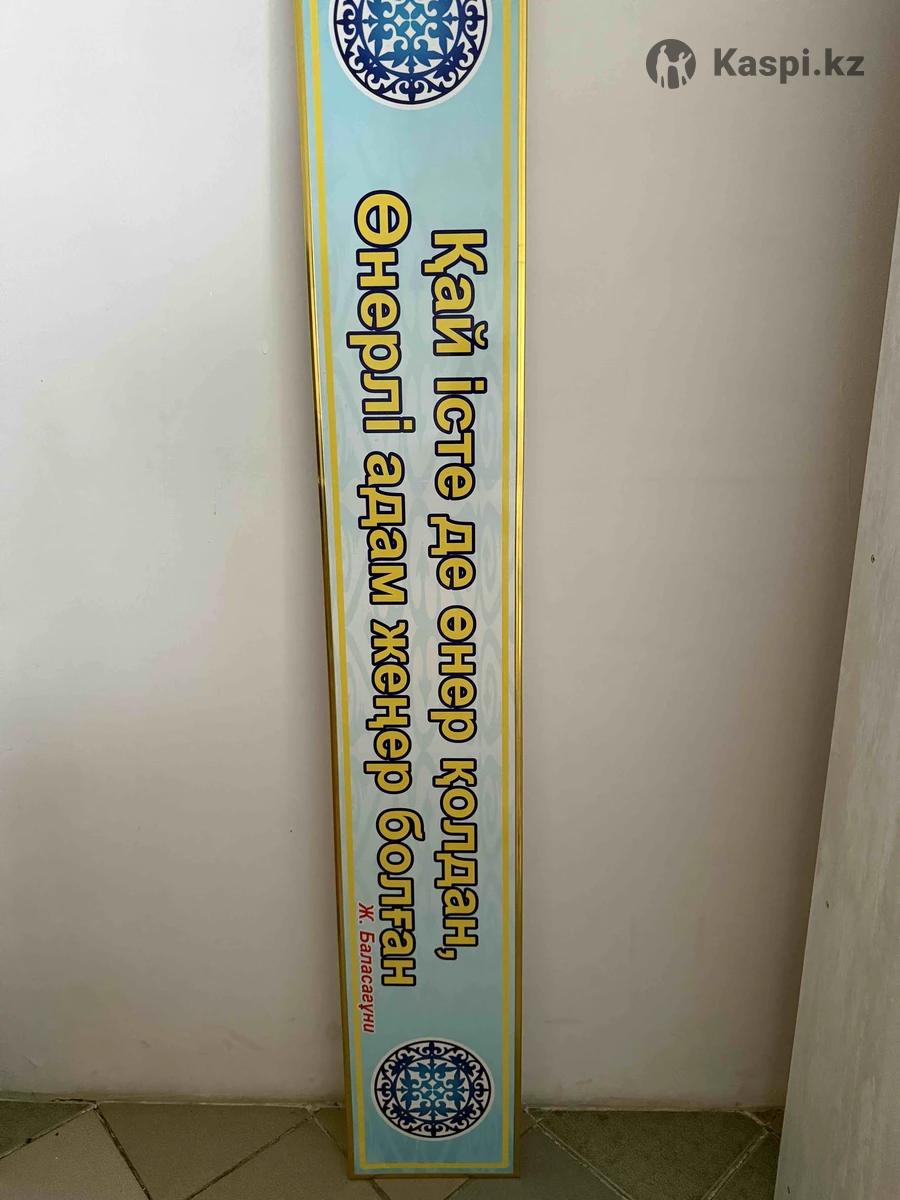 Kaspi.kz
Қай істе де өнер қолдан,
Өнерлі адам жеңер болған
Ж. Баласағұни